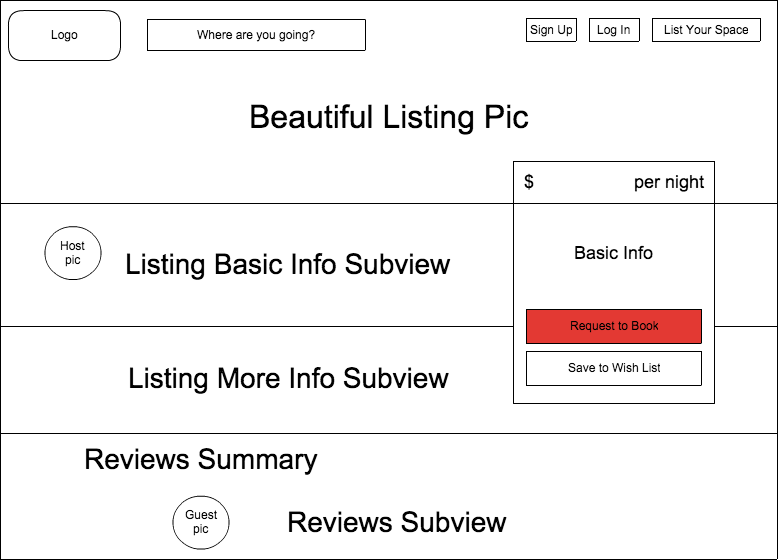 Logo
Where are you going?
Sign Up
Log In
List Your Space
Beautiful Listing Pic
$ per night
Host
pic
Listing Basic Info Subview
Basic Info
Request to Book
Save to Wish List
Listing More Info Subview
Reviews Summary
Guest
pic
Reviews Subview